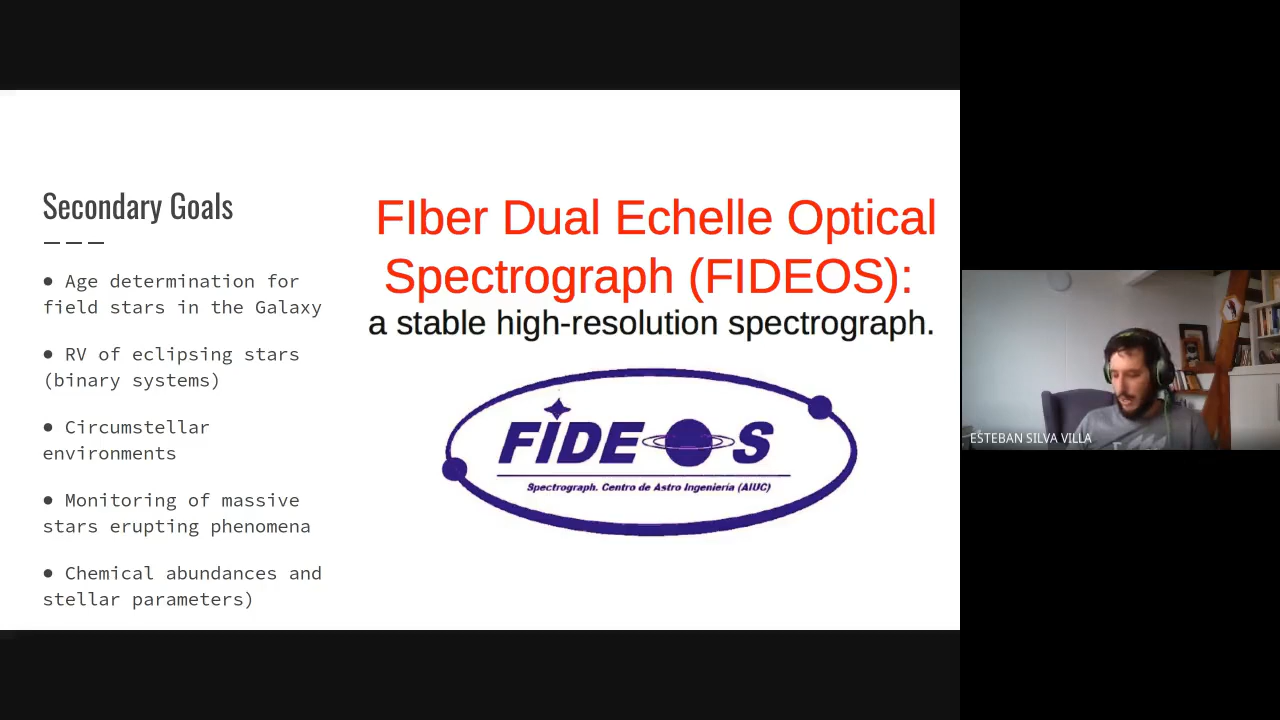 Secondary Goals
● Age determination for
field stars in the Galaxy
● RV of eclipsing stars
(binary systems)
● Circumstellar
environments
● Monitoring of massive
stars erupting phenomena
● Chemical abundances and
stellar parameters)
FIber Dual Echelle Optical
Spectrograph (FIDEOS):
a stable high-resolution spectrograph.
FIDEOS
Spectrograph. Centro de Astro Ingeniería (AIUC)
ESTEBAN SILVA VILLA